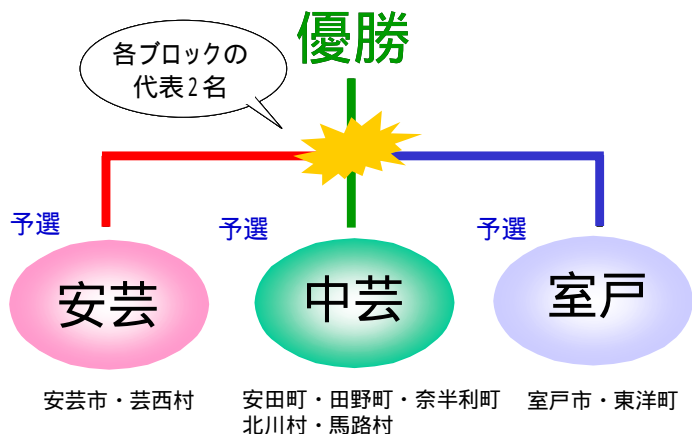 優勝
各ブロックの
代表2名
予選
予選
予選
安芸
中芸
室戸
安芸市・芸西村
安田町・田野町・奈半利町
北川村・馬路村
室戸市・東洋町